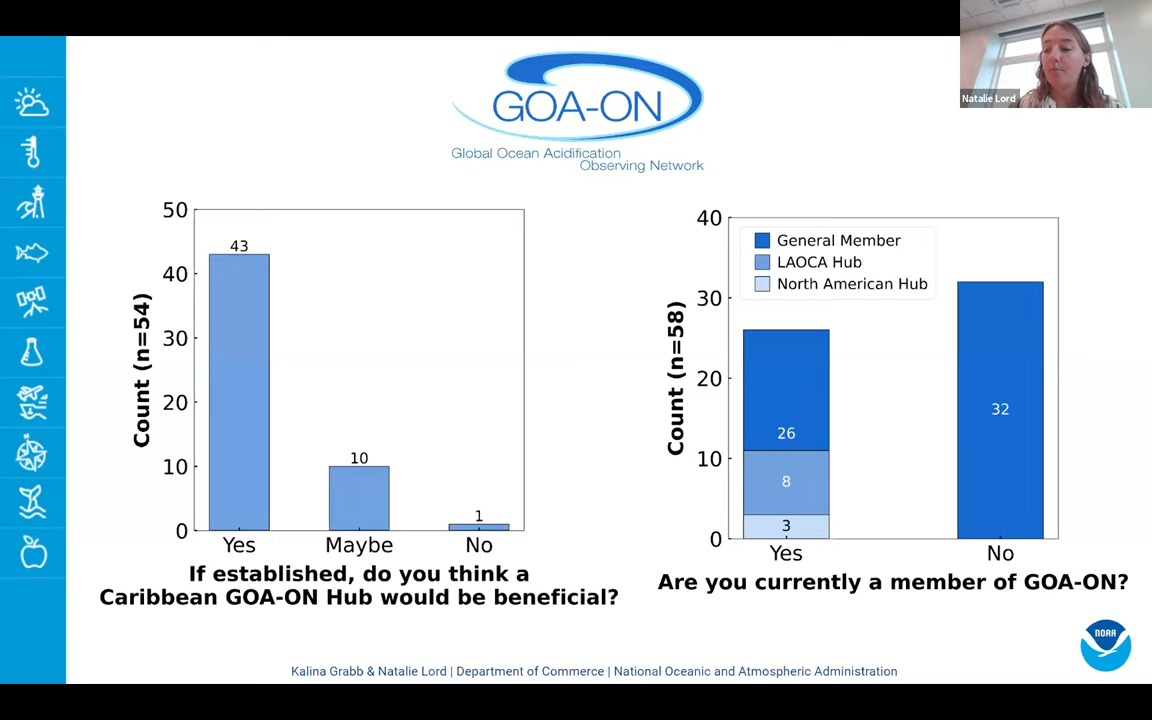 Natalie Lord
GOA-ON
Global Ocean Acidification
Observing Network
50
40
30
20
10
0
Count (n=54)
43
10
1
Yes
Maybe
No
If established, do you think a
Caribbean GOA-ON Hub would be beneficial?
40
30
20
10
0
Count (n=58)
General Member
LAOCA Hub
North American Hub
26
8
3
32
Yes
No
Are you currently a member of GOA-ON?
NOAA
Kalina Grabb & Natalie Lord | Department of Commerce | National Oceanic and Atmospheric Administration